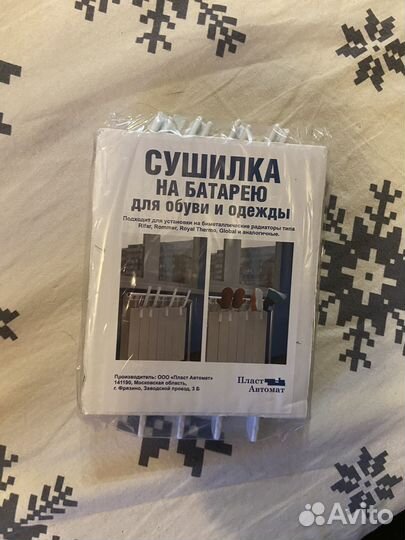 СУШИЛКА
НА БАТАРЕЮ
для обуви и одежды
Подходит для установки на биметаллические радиаторы типа
Rifar, Rommer, Royal Thermo, Global и аналогичные.
Производитель: ООО «Пласт Автомат»
141190, Московская область,
г. Фрязино, Заводской проезд, 3 Б
Пласт
Автомат
Avito